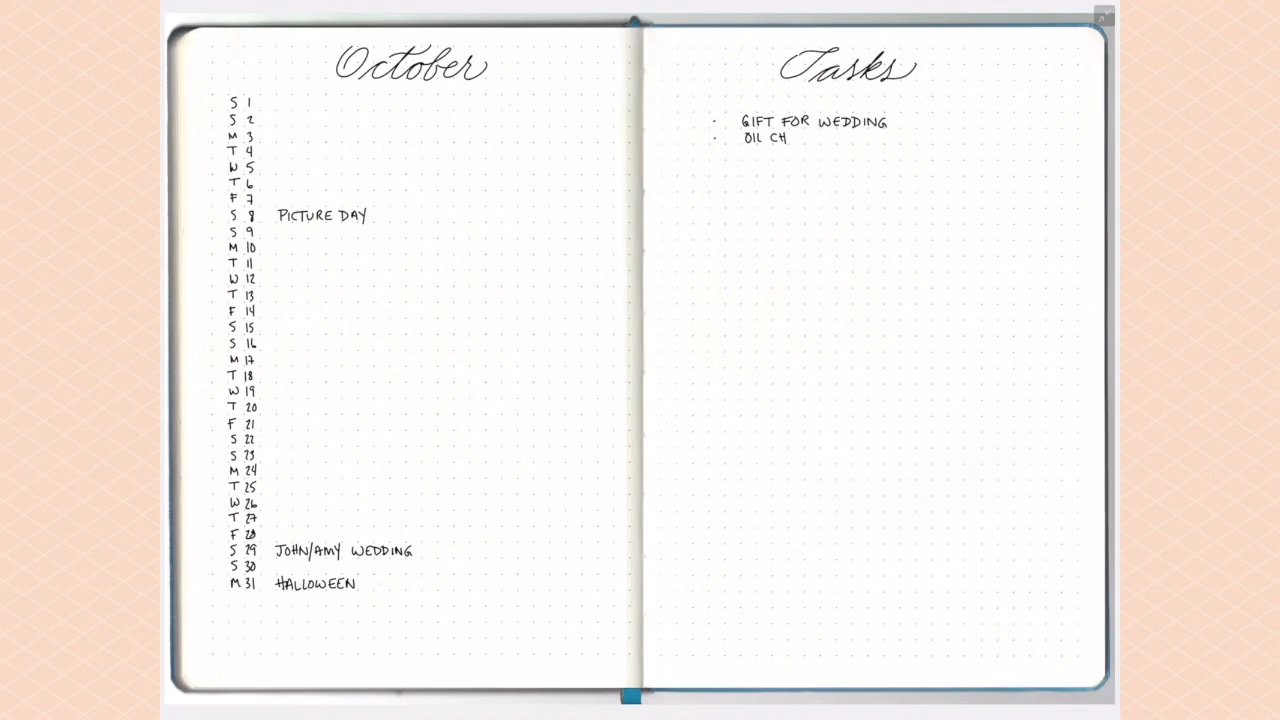 October
S 1
S 2
M 3
T 4
W 5
T 6
F 7
S 8 PICTURE DAY
S 9
M 10
T 11
W 12
T 13
F 14
S 15
S 16
M 17
T 18
W 19
T 20
F 21
S 22
S 23
M 24
T 25
W 26
T 27
F 28
S 29 JOHN/AMY WEDDING
S 30
M 31 HALLOWEEN
Tasks
· GIFT FOR WEDDING
· OIL CH